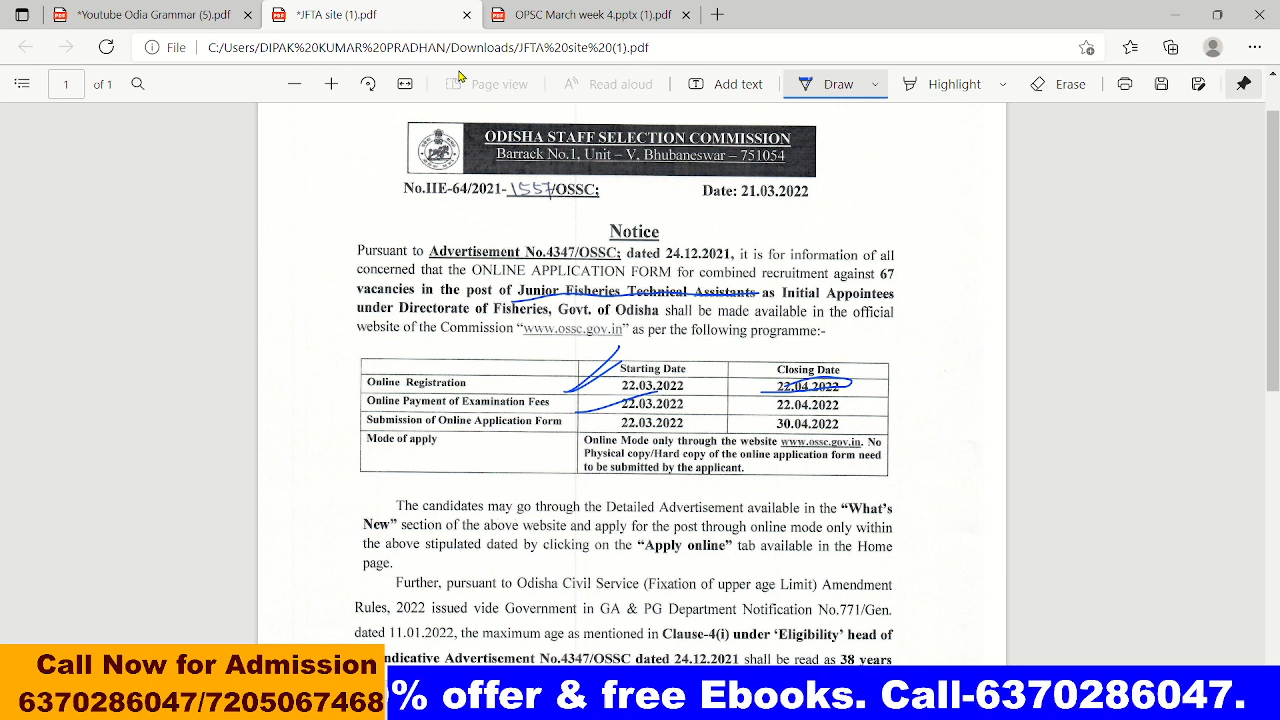 *Youtube Odia Grammar (5).pdf
*JFTA site (1).pdf
OPSC March week 4.pptx (1).pdf
File
C:/Users/DIPAK%20KUMAR%20PRADHAN/Downloads/JFTA%20site%20(1).pdf
1 of 1
Page view
Read aloud
Add text
Draw
Highlight
Erase
ODISHA STAFF SELECTION COMMISSION
Barrack No.1, Unit – V, Bhubaneswar – 751054
No.IIE-64/2021- 1557/OSSC; Date: 21.03.2022
Notice
Pursuant to Advertisement No.4347/OSSC; dated 24.12.2021, it is for information of all
concerned that the ONLINE APPLICATION FORM for combined recruitment against 67
vacancies in the post of Junior Fisheries Technical Assistants as Initial Appointees
under Directorate of Fisheries, Govt. of Odisha shall be made available in the official
website of the Commission “www.ossc.gov.in” as per the following programme:-
Starting Date Closing Date
Online Registration 22.03.2022 22.04.2022
Online Payment of Examination Fees 22.03.2022 22.04.2022
Submission of Online Application Form 22.03.2022 30.04.2022
Mode of apply Online Mode only through the website www.ossc.gov.in. No
Physical copy/Hard copy of the online application form need
to be submitted by the applicant.
The candidates may go through the Detailed Advertisement available in the “What’s
New” section of the above website and apply for the post through online mode only within
the above stipulated dated by clicking on the “Apply online” tab available in the Home
page.
Further, pursuant to Odisha Civil Service (Fixation of upper age Limit) Amendment
Rules, 2022 issued vide Government in GA & PG Department Notification No.771/Gen.
dated 11.01.2022, the maximum age as mentioned in Clause-4(i) under ‘Eligibility’ head of
ndicative Advertisement No.4347/OSSC dated 24.12.2021 shall be read as 38 years
Call Now for Admission
6370286047/7205067468
% offer & free Ebooks. Call-6370286047.